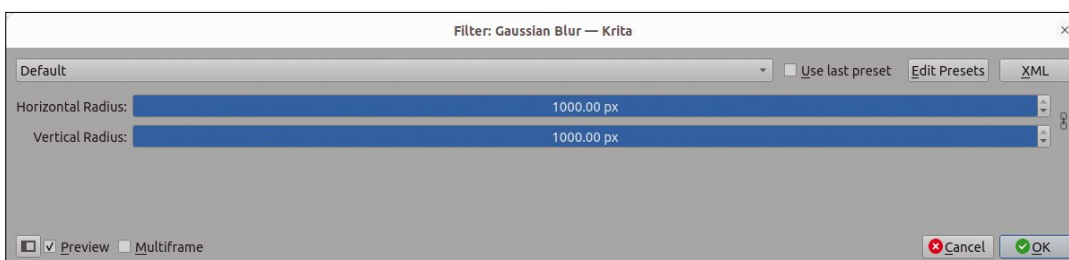 Filter: Gaussian Blur — Krita
Default Use last preset Edit Presets XML
Horizontal Radius: 1000.00 px
Vertical Radius: 1000.00 px
Preview Multiframe Cancel OK